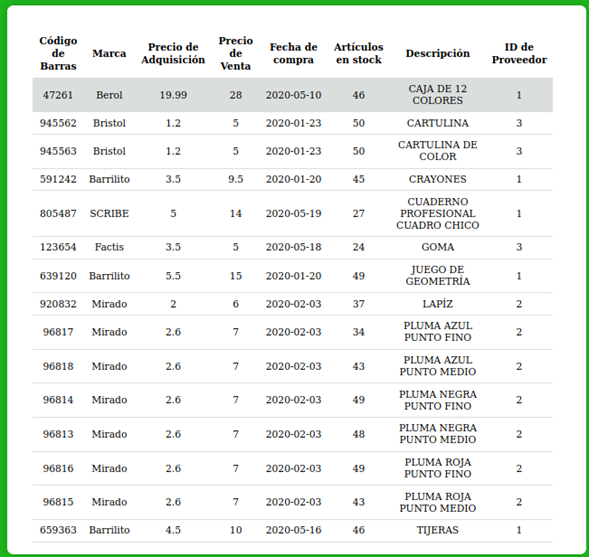 Código de Barras Marca Precio de Adquisición Precio de Venta Fecha de compra Artículos en stock Descripción ID de Proveedor
47261 Berol 19.99 28 2020-05-10 46 CAJA DE 12 COLORES 1
945562 Bristol 1.2 5 2020-01-23 50 CARTULINA 3
945563 Bristol 1.2 5 2020-01-23 50 CARTULINA DE COLOR 3
591242 Barrilito 3.5 9.5 2020-01-20 45 CRAYONES 1
805487 SCRIBE 5 14 2020-05-19 27 CUADERNO PROFESIONAL CUADRO CHICO 1
123654 Factis 3.5 5 2020-05-18 24 GOMA 3
639120 Barrilito 5.5 15 2020-01-20 49 JUEGO DE GEOMETRÍA 1
920832 Mirado 2 6 2020-02-03 37 LAPÍZ 2
96817 Mirado 2.6 7 2020-02-03 34 PLUMA AZUL PUNTO FINO 2
96818 Mirado 2.6 7 2020-02-03 43 PLUMA AZUL PUNTO MEDIO 2
96814 Mirado 2.6 7 2020-02-03 49 PLUMA NEGRA PUNTO FINO 2
96813 Mirado 2.6 7 2020-02-03 48 PLUMA NEGRA PUNTO MEDIO 2
96816 Mirado 2.6 7 2020-02-03 49 PLUMA ROJA PUNTO FINO 2
96815 Mirado 2.6 7 2020-02-03 43 PLUMA ROJA PUNTO MEDIO 2
659363 Barrilito 4.5 10 2020-05-16 46 TIJERAS 1